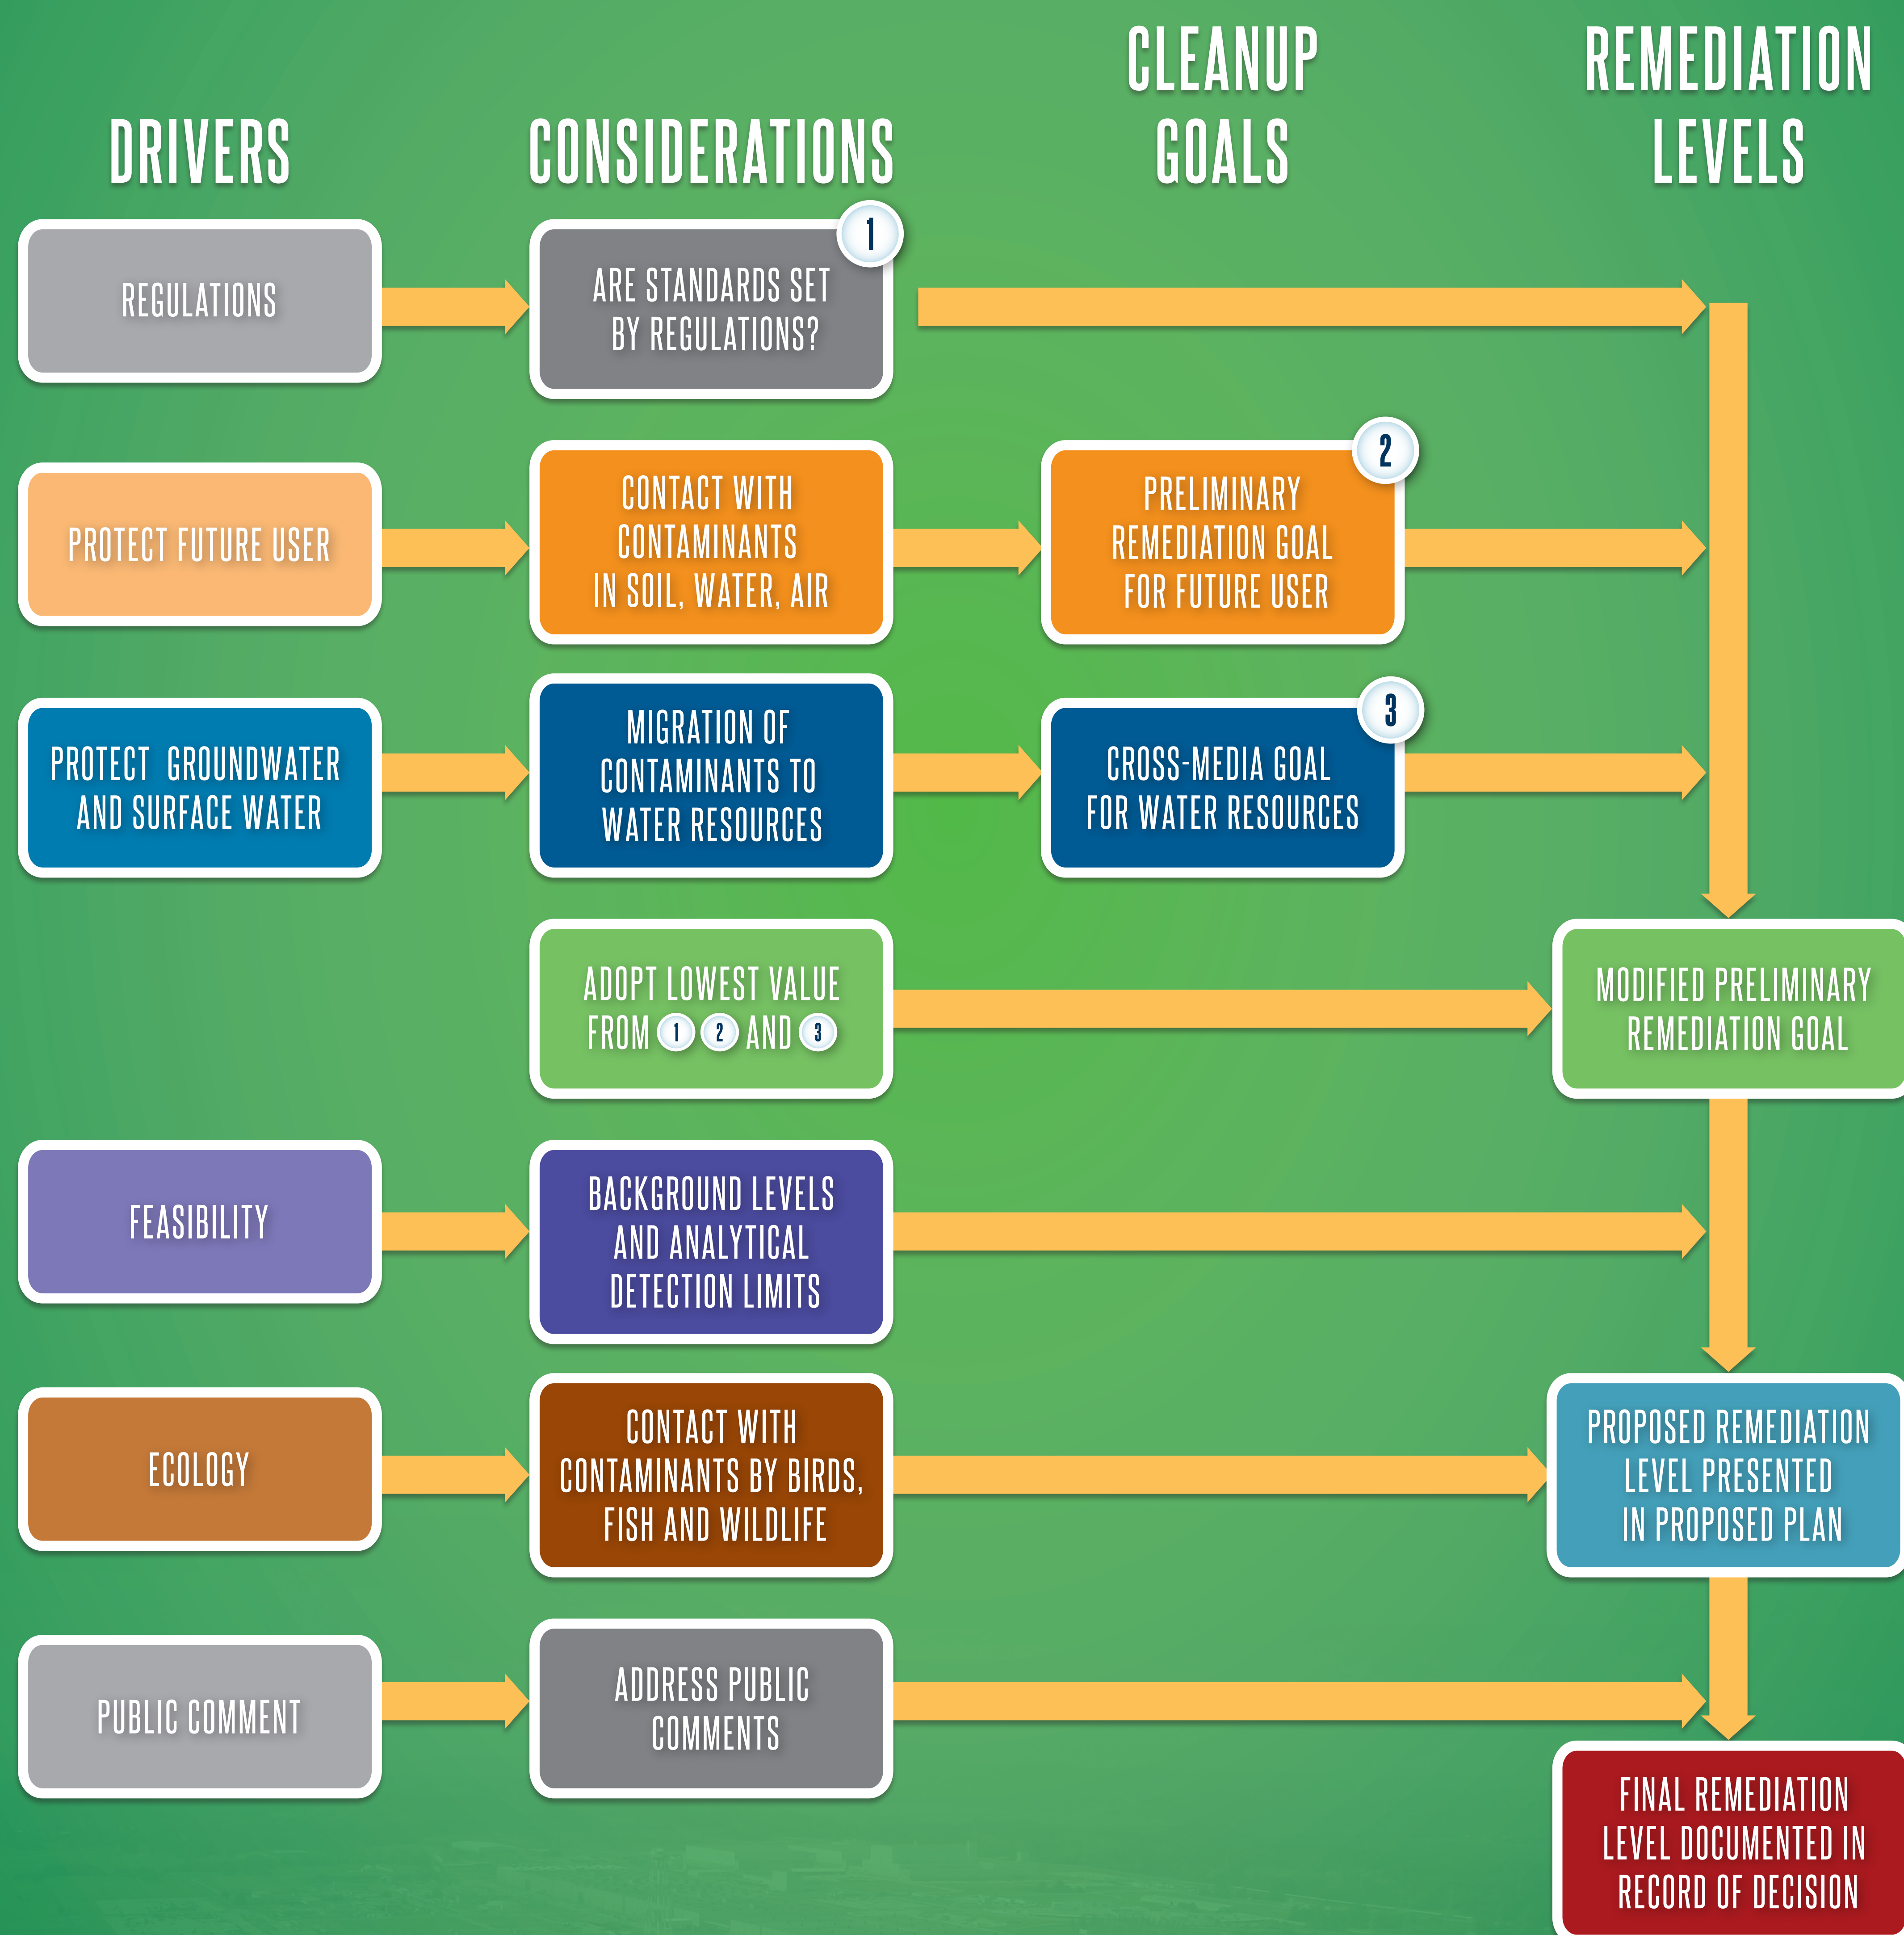 DRIVERS
CONSIDERATIONS
CLEANUP
GOALS
REMEDIATION
LEVELS
REGULATIONS
1
ARE STANDARDS SET
BY REGULATIONS?
PROTECT FUTURE USER
CONTACT WITH
CONTAMINANTS
IN SOIL, WATER, AIR
2
PRELIMINARY
REMEDIATION GOAL
FOR FUTURE USER
PROTECT GROUNDWATER
AND SURFACE WATER
MIGRATION OF
CONTAMINANTS TO
WATER RESOURCES
3
CROSS-MEDIA GOAL
FOR WATER RESOURCES
ADOPT LOWEST VALUE
FROM 1 2 AND 3
MODIFIED PRELIMINARY
REMEDIATION GOAL
FEASIBILITY
BACKGROUND LEVELS
AND ANALYTICAL
DETECTION LIMITS
ECOLOGY
CONTACT WITH
CONTAMINANTS BY BIRDS,
FISH AND WILDLIFE
PROPOSED REMEDIATION
LEVEL PRESENTED
IN PROPOSED PLAN
PUBLIC COMMENT
ADDRESS PUBLIC
COMMENTS
FINAL REMEDIATION
LEVEL DOCUMENTED IN
RECORD OF DECISION